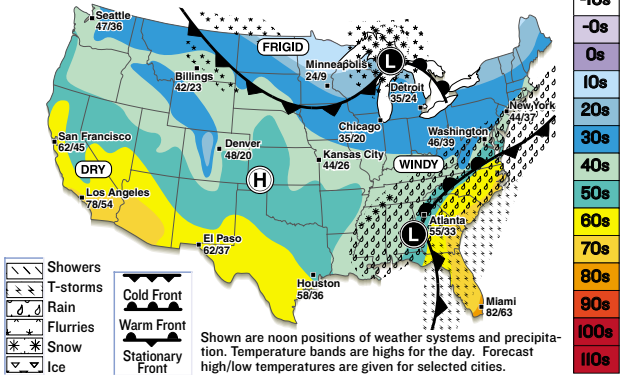 Seattle
47/36
FRIGID
Minneapolis
24/9
L
Billings
42/23
Detroit
35/24
New York
44/37
Chicago
35/20
Washington
46/39
San Francisco
62/45
Denver
48/20
Kansas City
44/26
WINDY
DRY
H
Los Angeles
78/54
Atlanta
55/33
L
El Paso
62/37
Houston
58/36
Miami
82/63
-10s
-0s
0s
10s
20s
30s
40s
50s
60s
70s
80s
90s
100s
110s
Showers
T-storms
Rain
Flurries
Snow
Ice
Cold Front
Warm Front
Stationary
Front
Shown are noon positions of weather systems and precipita-
tion. Temperature bands are highs for the day. Forecast
high/low temperatures are given for selected cities.